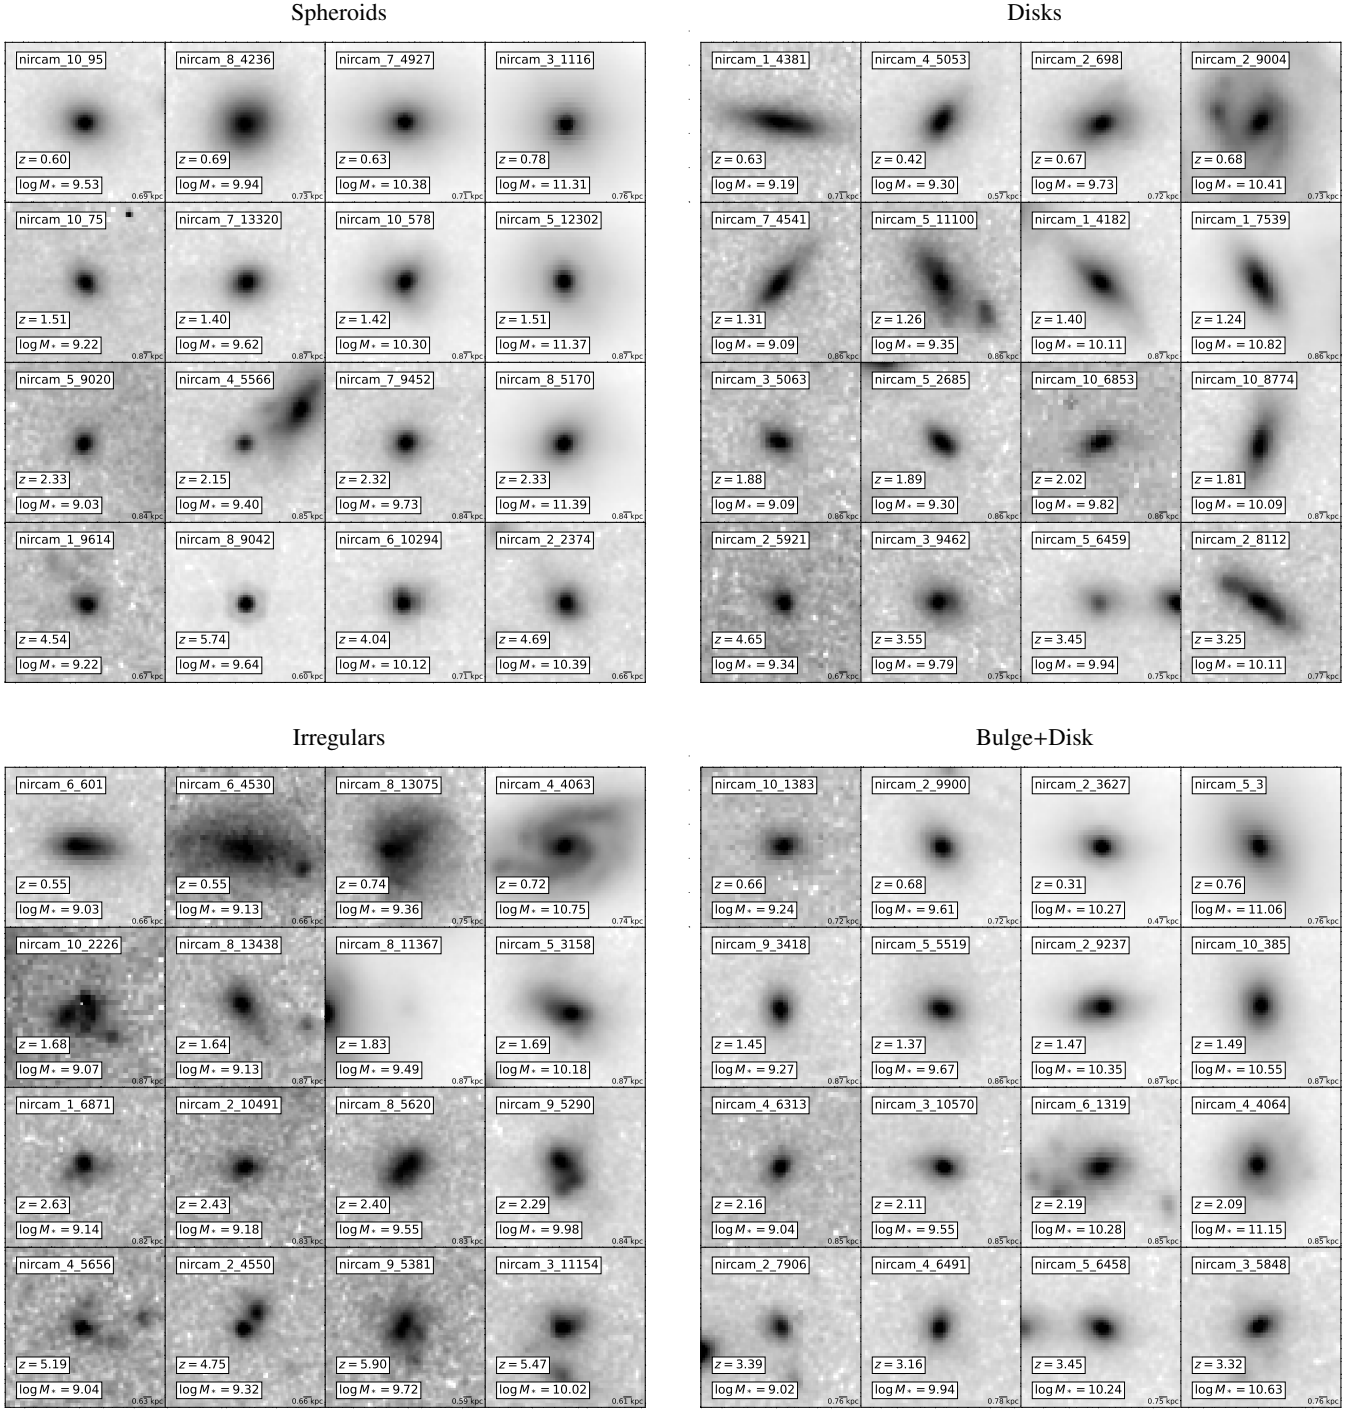 Spheroids
nircam_10_95
z = 0.60
log M* = 9.53
0.69 kpc
nircam_8_4236
z = 0.69
log M* = 9.94
0.73 kpc
nircam_7_4927
z = 0.63
log M* = 10.38
0.71 kpc
nircam_3_1116
z = 0.78
log M* = 11.31
0.76 kpc
nircam_10_75
z = 1.51
log M* = 9.22
0.87 kpc
nircam_7_13320
z = 1.40
log M* = 9.62
0.87 kpc
nircam_10_578
z = 1.42
log M* = 10.30
0.87 kpc
nircam_5_12302
z = 1.51
log M* = 11.37
0.87 kpc
nircam_5_9020
z = 2.33
log M* = 9.03
0.84 kpc
nircam_4_5566
z = 2.15
log M* = 9.40
0.85 kpc
nircam_7_9452
z = 2.32
log M* = 9.73
0.84 kpc
nircam_8_5170
z = 2.33
log M* = 11.39
0.84 kpc
nircam_1_9614
z = 4.54
log M* = 9.22
0.67 kpc
nircam_8_9042
z = 5.74
log M* = 9.64
0.60 kpc
nircam_6_10294
z = 4.04
log M* = 10.12
0.71 kpc
nircam_2_2374
z = 4.69
log M* = 10.39
0.66 kpc
Disks
nircam_1_4381
z = 0.63
log M* = 9.19
0.71 kpc
nircam_4_5053
z = 0.42
log M* = 9.30
0.57 kpc
nircam_2_698
z = 0.67
log M* = 9.73
0.72 kpc
nircam_2_9004
z = 0.68
log M* = 10.41
0.73 kpc
nircam_7_4541
z = 1.31
log M* = 9.09
0.86 kpc
nircam_5_11100
z = 1.26
log M* = 9.35
0.86 kpc
nircam_1_4182
z = 1.40
log M* = 10.11
0.87 kpc
nircam_1_7539
z = 1.24
log M* = 10.82
0.86 kpc
nircam_3_5063
z = 1.88
log M* = 9.09
0.86 kpc
nircam_5_2685
z = 1.89
log M* = 9.30
0.86 kpc
nircam_10_6853
z = 2.02
log M* = 9.82
0.86 kpc
nircam_10_8774
z = 1.81
log M* = 10.09
0.87 kpc
nircam_2_5921
z = 4.65
log M* = 9.34
0.67 kpc
nircam_3_9462
z = 3.55
log M* = 9.79
0.75 kpc
nircam_5_6459
z = 3.45
log M* = 9.94
0.75 kpc
nircam_2_8112
z = 3.25
log M* = 10.11
0.77 kpc
Irregulars
nircam_6_601
z = 0.55
log M* = 9.03
0.66 kpc
nircam_6_4530
z = 0.55
log M* = 9.13
0.66 kpc
nircam_8_13075
z = 0.74
log M* = 9.36
0.75 kpc
nircam_4_4063
z = 0.72
log M* = 10.75
0.74 kpc
nircam_10_2226
z = 1.68
log M* = 9.07
0.87 kpc
nircam_8_13438
z = 1.64
log M* = 9.13
0.87 kpc
nircam_8_11367
z = 1.83
log M* = 9.49
0.87 kpc
nircam_5_3158
z = 1.69
log M* = 10.18
0.87 kpc
nircam_1_6871
z = 2.63
log M* = 9.14
0.82 kpc
nircam_2_10491
z = 2.43
log M* = 9.18
0.83 kpc
nircam_8_5620
z = 2.40
log M* = 9.55
0.83 kpc
nircam_9_5290
z = 2.29
log M* = 9.98
0.84 kpc
nircam_4_5656
z = 5.19
log M* = 9.04
0.63 kpc
nircam_2_4550
z = 4.75
log M* = 9.32
0.66 kpc
nircam_9_5381
z = 5.90
log M* = 9.72
0.59 kpc
nircam_3_11154
z = 5.47
log M* = 10.02
0.61 kpc
Bulge+Disk
nircam_10_1383
z = 0.66
log M* = 9.24
0.72 kpc
nircam_2_9900
z = 0.68
log M* = 9.61
0.72 kpc
nircam_2_3627
z = 0.31
log M* = 10.27
0.47 kpc
nircam_5_3
z = 0.76
log M* = 11.06
0.76 kpc
nircam_9_3418
z = 1.45
log M* = 9.27
0.87 kpc
nircam_5_5519
z = 1.37
log M* = 9.67
0.86 kpc
nircam_2_9237
z = 1.47
log M* = 10.35
0.87 kpc
nircam_10_385
z = 1.49
log M* = 10.55
0.87 kpc
nircam_4_6313
z = 2.16
log M* = 9.04
0.85 kpc
nircam_3_10570
z = 2.11
log M* = 9.55
0.85 kpc
nircam_6_1319
z = 2.19
log M* = 10.28
0.85 kpc
nircam_4_4064
z = 2.09
log M* = 11.15
0.85 kpc
nircam_2_7906
z = 3.39
log M* = 9.02
0.76 kpc
nircam_4_6491
z = 3.16
log M* = 9.94
0.78 kpc
nircam_5_6458
z = 3.45
log M* = 10.24
0.75 kpc
nircam_3_5848
z = 3.32
log M* = 10.63
0.76 kpc